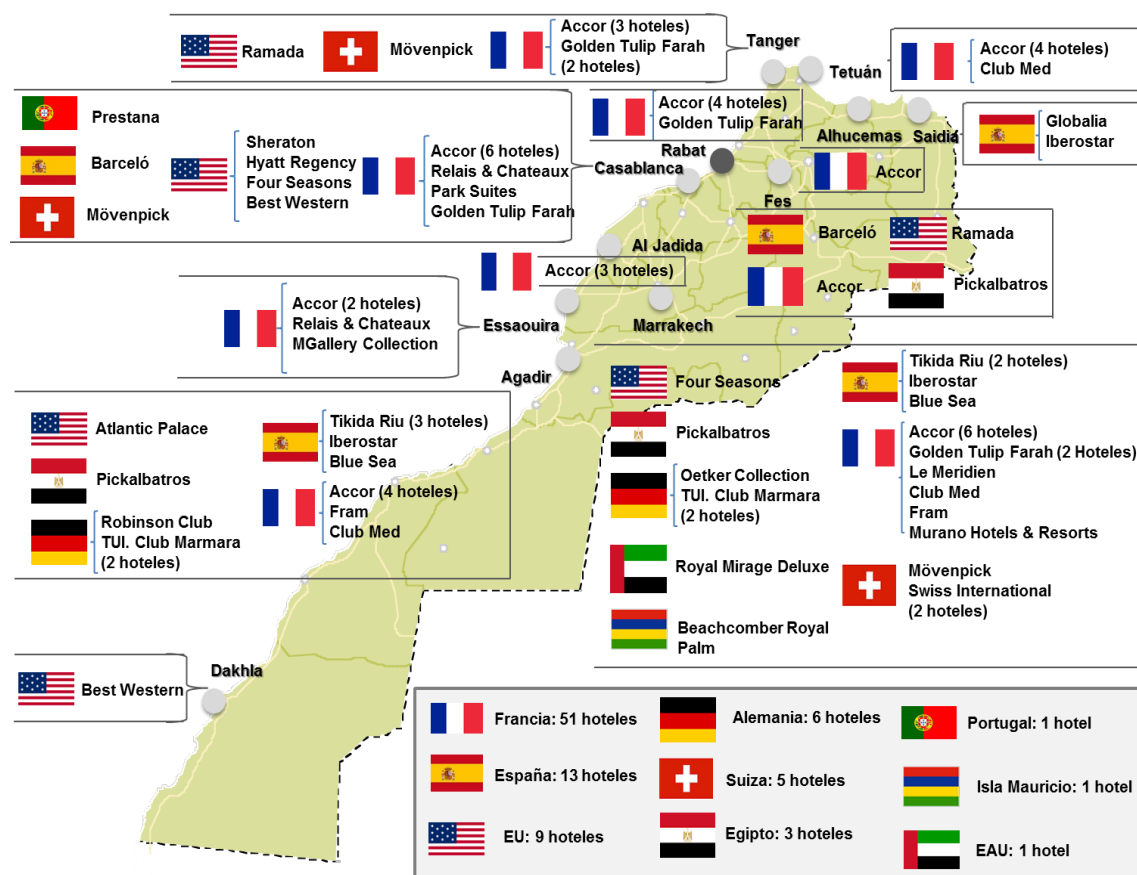 Ramada
Mövenpick
Accor (3 hoteles)
Golden Tulip Farah
(2 hoteles)
Tanger
Tetuán
Accor (4 hoteles)
Club Med
Prestana
Barceló
Mövenpick
Sheraton
Hyatt Regency
Four Seasons
Best Western
Accor (6 hoteles)
Relais & Chateaux
Park Suites
Golden Tulip Farah
Casablanca
Accor (4 hoteles)
Golden Tulip Farah
Rabat
Alhucemas
Saidia
Globalia
Iberostar
Fes
Accor
Barceló
Ramada
Accor
Pickalbatros
Al Jadida
Accor (3 hoteles)
Accor (2 hoteles)
Relais & Chateaux
MGallery Collection
Essaouira
Marrakech
Agadir
Atlantic Palace
Pickalbatros
Robinson Club
TUI. Club Marmara
(2 hoteles)
Tikida Riu (3 hoteles)
Iberostar
Blue Sea
Accor (4 hoteles)
Fram
Club Med
Four Seasons
Pickalbatros
Oetker Collection
TUI. Club Marmara
(2 hoteles)
Royal Mirage Deluxe
Beachcomber Royal
Palm
Tikida Riu (2 hoteles)
Iberostar
Blue Sea
Accor (6 hoteles)
Golden Tulip Farah (2 Hoteles)
Le Meridien
Club Med
Fram
Murano Hotels & Resorts
Mövenpick
Swiss International
(2 hoteles)
Best Western
Dakhla
Francia: 51 hoteles
Alemania: 6 hoteles
Portugal: 1 hotel
España: 13 hoteles
Suiza: 5 hoteles
Isla Mauricio: 1 hotel
EU: 9 hoteles
Egipto: 3 hoteles
EAU: 1 hotel